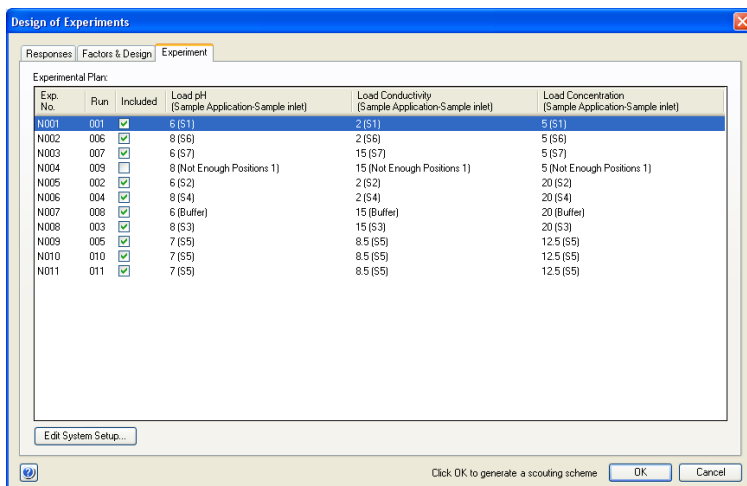 Design of Experiments
Responses Factors & Design Experiment
Experimental Plan:
Exp. No. Run Included Load pH (Sample Application-Sample inlet) Load Conductivity (Sample Application-Sample inlet) Load Concentration (Sample Application-Sample inlet)
N001 001 6 (S1) 2 (S1) 5 (S1)
N002 006 8 (S6) 2 (S6) 5 (S6)
N003 007 6 (S7) 15 (S7) 5 (S7)
N004 009 8 (Not Enough Positions 1) 15 (Not Enough Positions 1) 5 (Not Enough Positions 1)
N005 002 6 (S2) 2 (S2) 20 (S2)
N006 004 8 (S4) 2 (S4) 20 (S4)
N007 008 6 (Buffer) 15 (Buffer) 20 (Buffer)
N008 003 8 (S3) 15 (S3) 20 (S3)
N009 005 7 (S5) 8.5 (S5) 12.5 (S5)
N010 010 7 (S5) 8.5 (S5) 12.5 (S5)
N011 011 7 (S5) 8.5 (S5) 12.5 (S5)
Edit System Setup...
Click OK to generate a scouting scheme OK Cancel